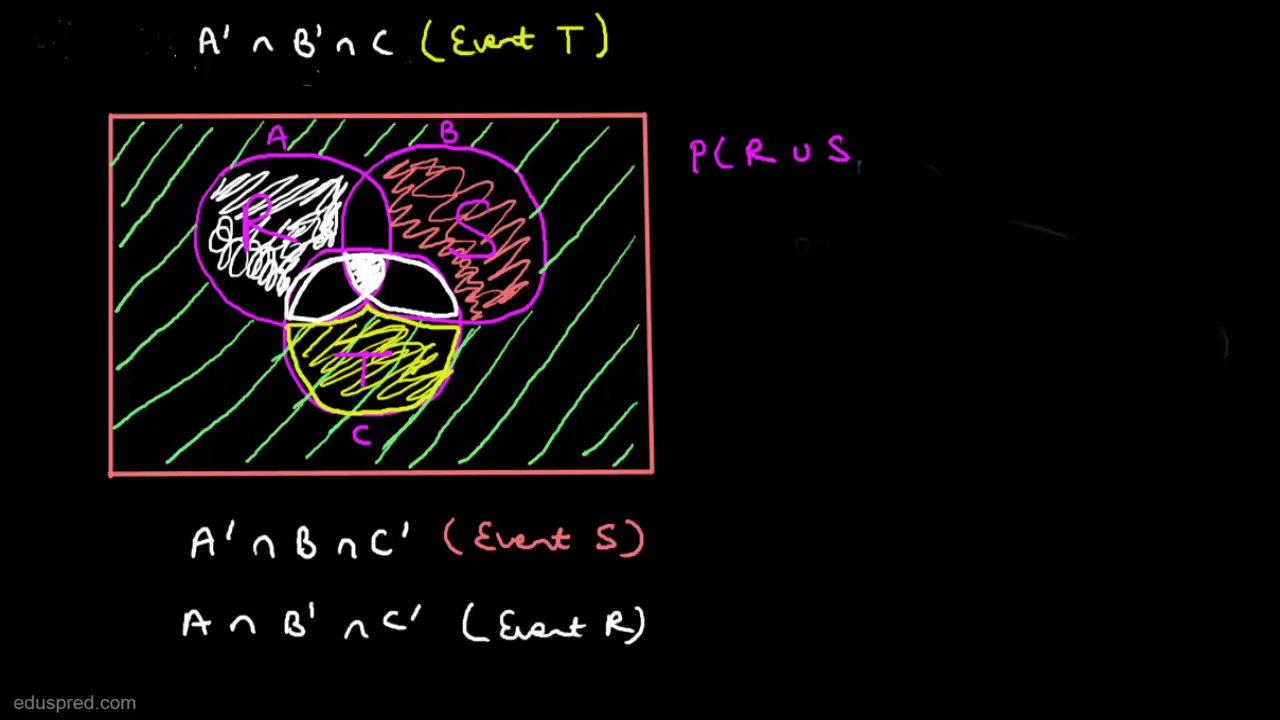 A' ∩ B' ∩ C (Event T)
A B
P( R ∪ S
R S
T
C
A' ∩ B ∩ C' (Event S)
A ∩ B' ∩ C' (Event R)
eduspred.com